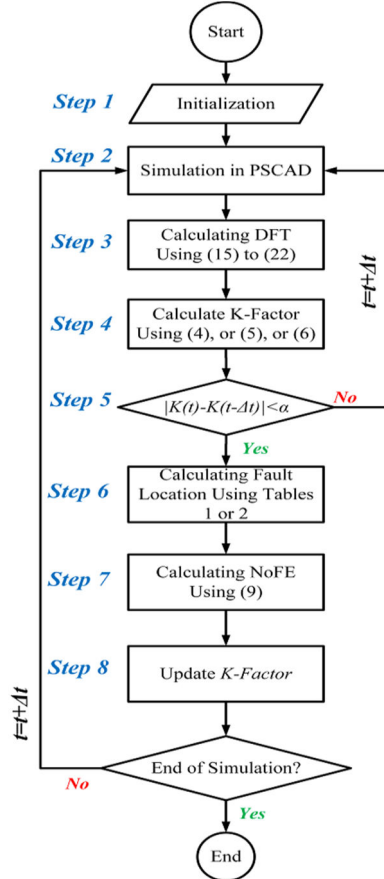 Start
Step 1
Initialization
Step 2
Simulation in PSCAD
Step 3
Calculating DFT
Using (15) to (22)
t=t+Δt
Step 4
Calculate K-Factor
Using (4), or (5), or (6)
Step 5
|K(t)-K(t-Δt)|<α
No
Yes
Step 6
Calculating Fault
Location Using Tables
1 or 2
Step 7
Calculating NoFE
Using (9)
Step 8
Update K-Factor
t=t+Δt
End of Simulation?
No
Yes
End